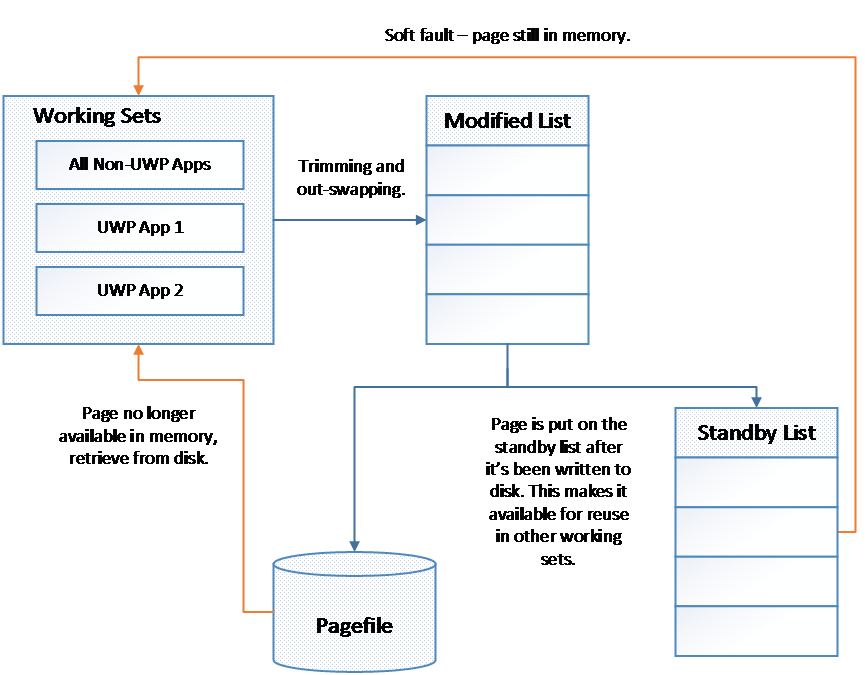 Soft fault – page still in memory.
Working Sets
All Non-UWP Apps
UWP App 1
UWP App 2
Trimming and
out-swapping.
Modified List
Page no longer
available in memory,
retrieve from disk.
Page is put on the
standby list after
it’s been written to
disk. This makes it
available for reuse
in other working
sets.
Standby List
Pagefile